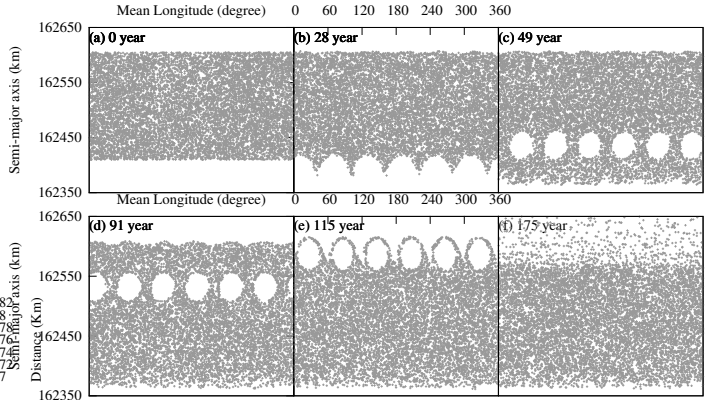 Mean Longitude (degree) 0 60 120 180 240 300 360
162650 (a) 0 year (b) 28 year (c) 49 year
162550
Semi-major axis (km)
162450
162350
Mean Longitude (degree) 0 60 120 180 240 300 360
162650 (d) 91 year (e) 115 year (f) 175 year
162550
Semi-major axis (km)
Distance (Km)
162450
162350